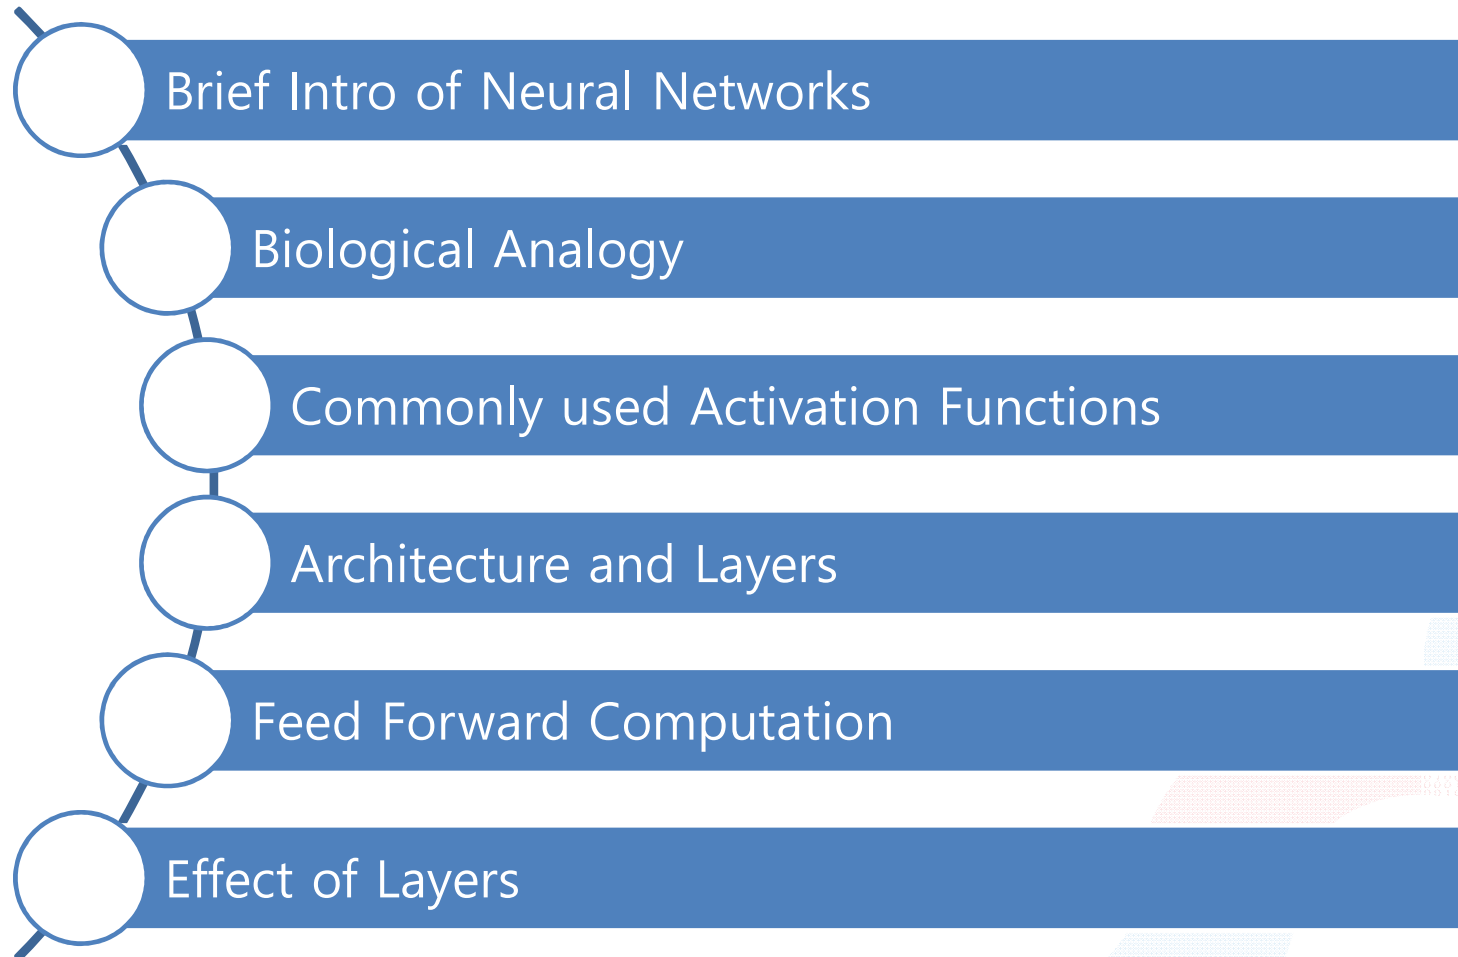 Brief Intro of Neural Networks
Biological Analogy
Commonly used Activation Functions
Architecture and Layers
Feed Forward Computation
Effect of Layers